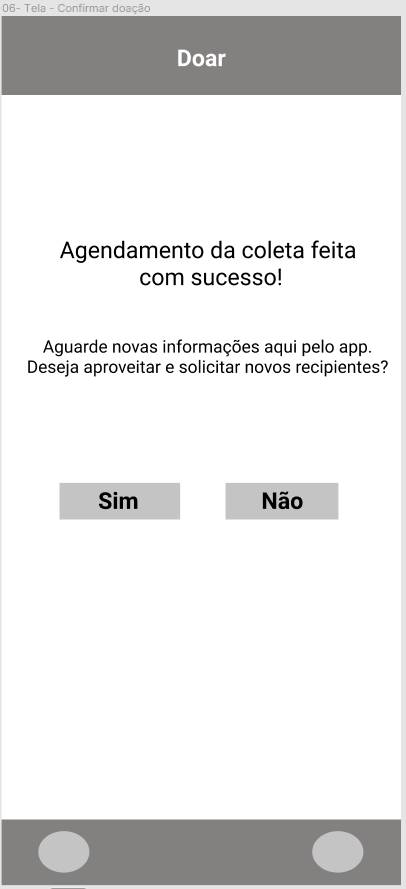 06- Tela - Confirmar doação
Doar
Agendamento da coleta feita
com sucesso!
Aguarde novas informações aqui pelo app.
Deseja aproveitar e solicitar novos recipientes?
Sim
Não